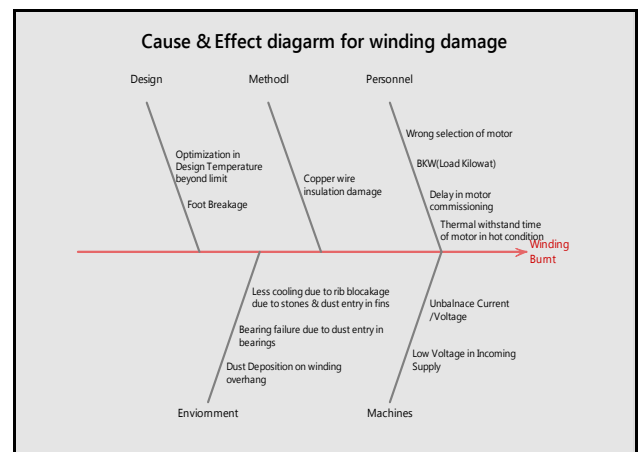 Cause & Effect diagarm for winding damage
Design
Methodl
Personnel
Wrong selection of motor
Optimization in
Design Temperature
beyond limit
BKW(Load Kilowat)
Copper wire
insulation damage
Delay in motor
commissioning
Foot Breakage
Thermal withstand time
of motor in hot condition
Winding
Burnt
Less cooling due to rib blocakage
due to stones & dust entry in fins
Unbalnace Current
/Voltage
Bearing failure due to dust entry in
bearings
Low Voltage in Incoming
Supply
Dust Deposition on winding
overhang
Enviornment
Machines